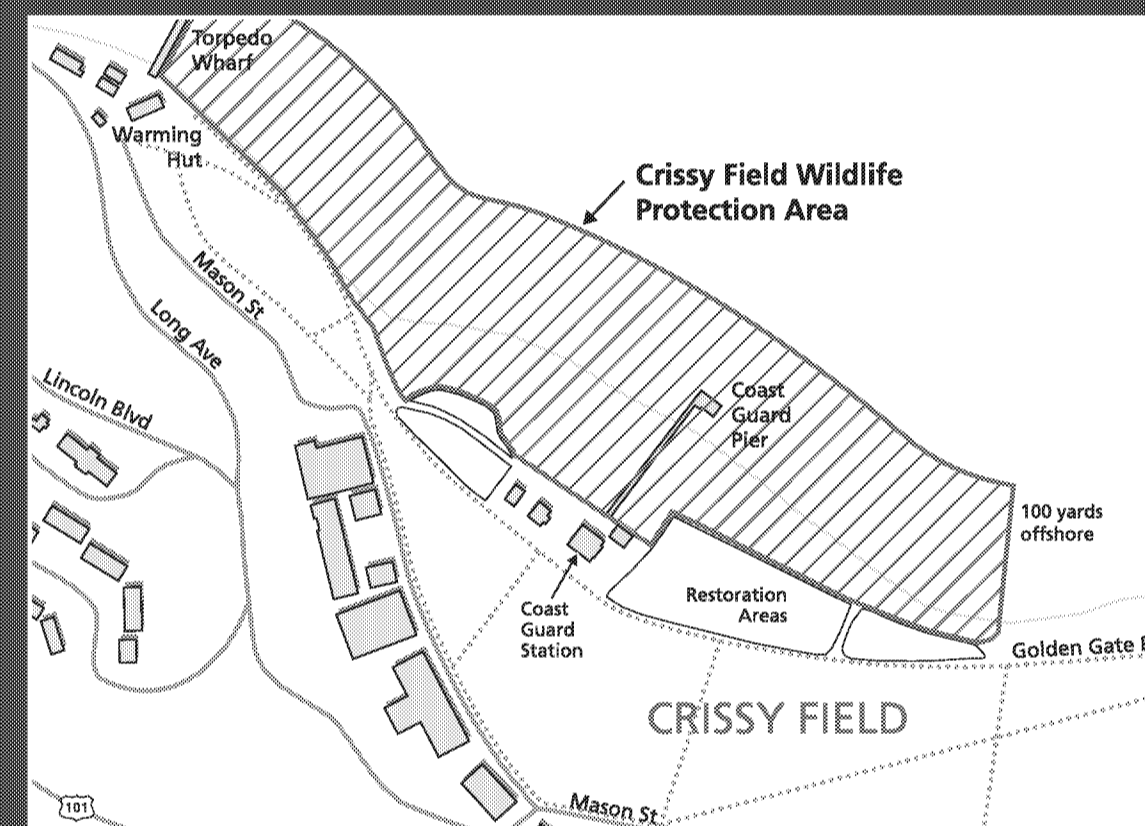 Torpedo
Wharf
Warming
Hut
Crissy Field Wildlife
Protection Area
Mason St
Long Ave
Lincoln Blvd
Coast
Guard
Pier
100 yards
offshore
Restoration
Areas
Coast
Guard
Station
Golden Gate
CRISSY FIELD
Mason St
101